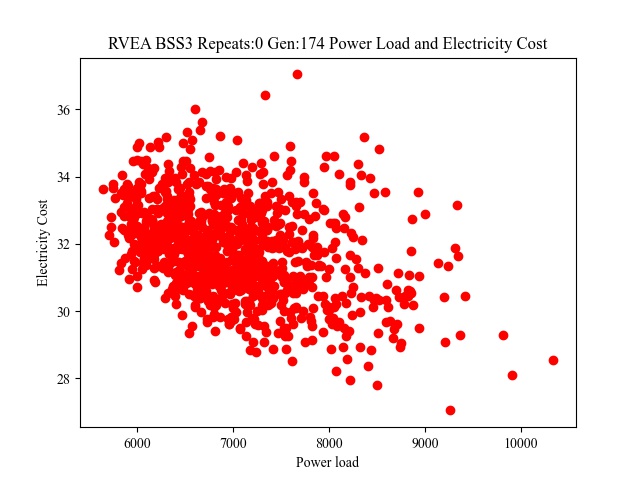 RVEA BSS3 Repeats:0 Gen:174 Power Load and Electricity Cost
36
34
32
30
28
Electricity Cost
6000 7000 8000 9000 10000
Power load